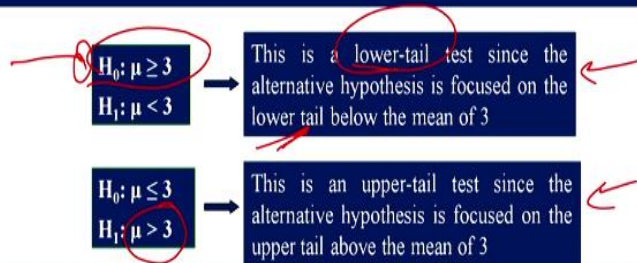 H₀: μ ≥ 3
H₁: μ < 3
This is a lower-tail test since the
alternative hypothesis is focused on the
lower tail below the mean of 3
H₀: μ ≤ 3
H₁: μ > 3
This is an upper-tail test since the
alternative hypothesis is focused on the
upper tail above the mean of 3